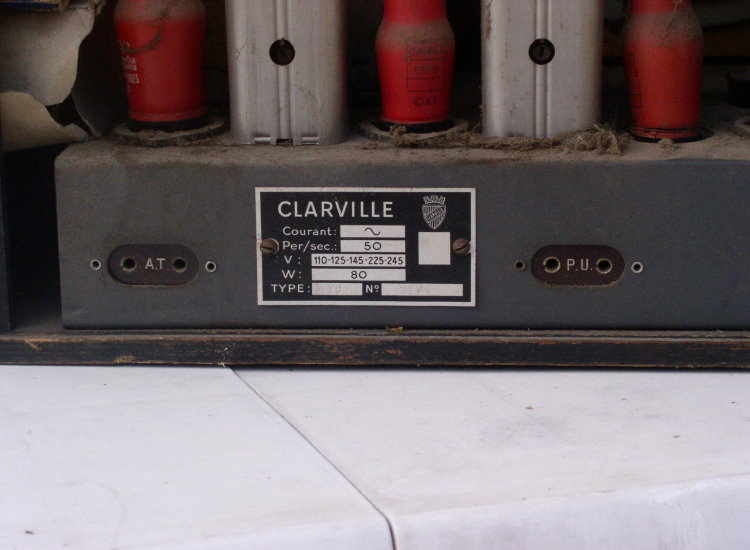 CLARVILLE
Courant: ~
Per/sec.: 50
V: 110-125-145-225-245
W: 80
TYPE: Nº
A.T
P.U.